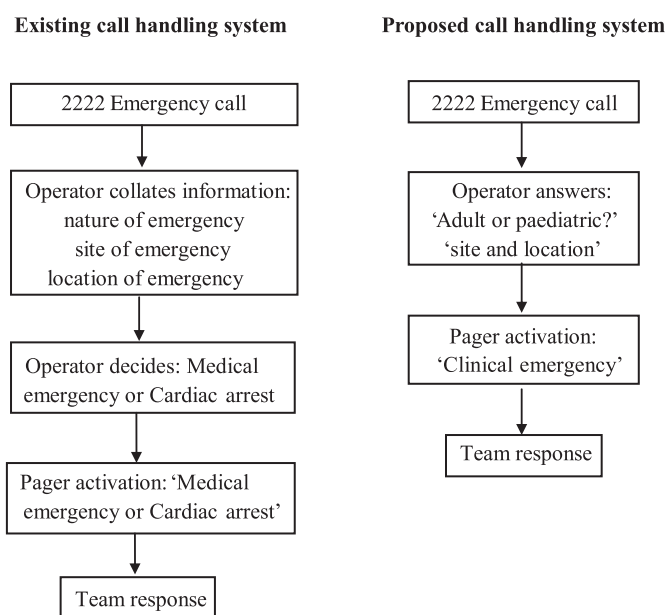 Existing call handling system
2222 Emergency call
Operator collates information:
nature of emergency
site of emergency
location of emergency
Operator decides: Medical
emergency or Cardiac arrest
Pager activation: ‘Medical
emergency or Cardiac arrest’
Team response
Proposed call handling system
2222 Emergency call
Operator answers:
‘Adult or paediatric?’
‘site and location’
Pager activation:
‘Clinical emergency’
Team response